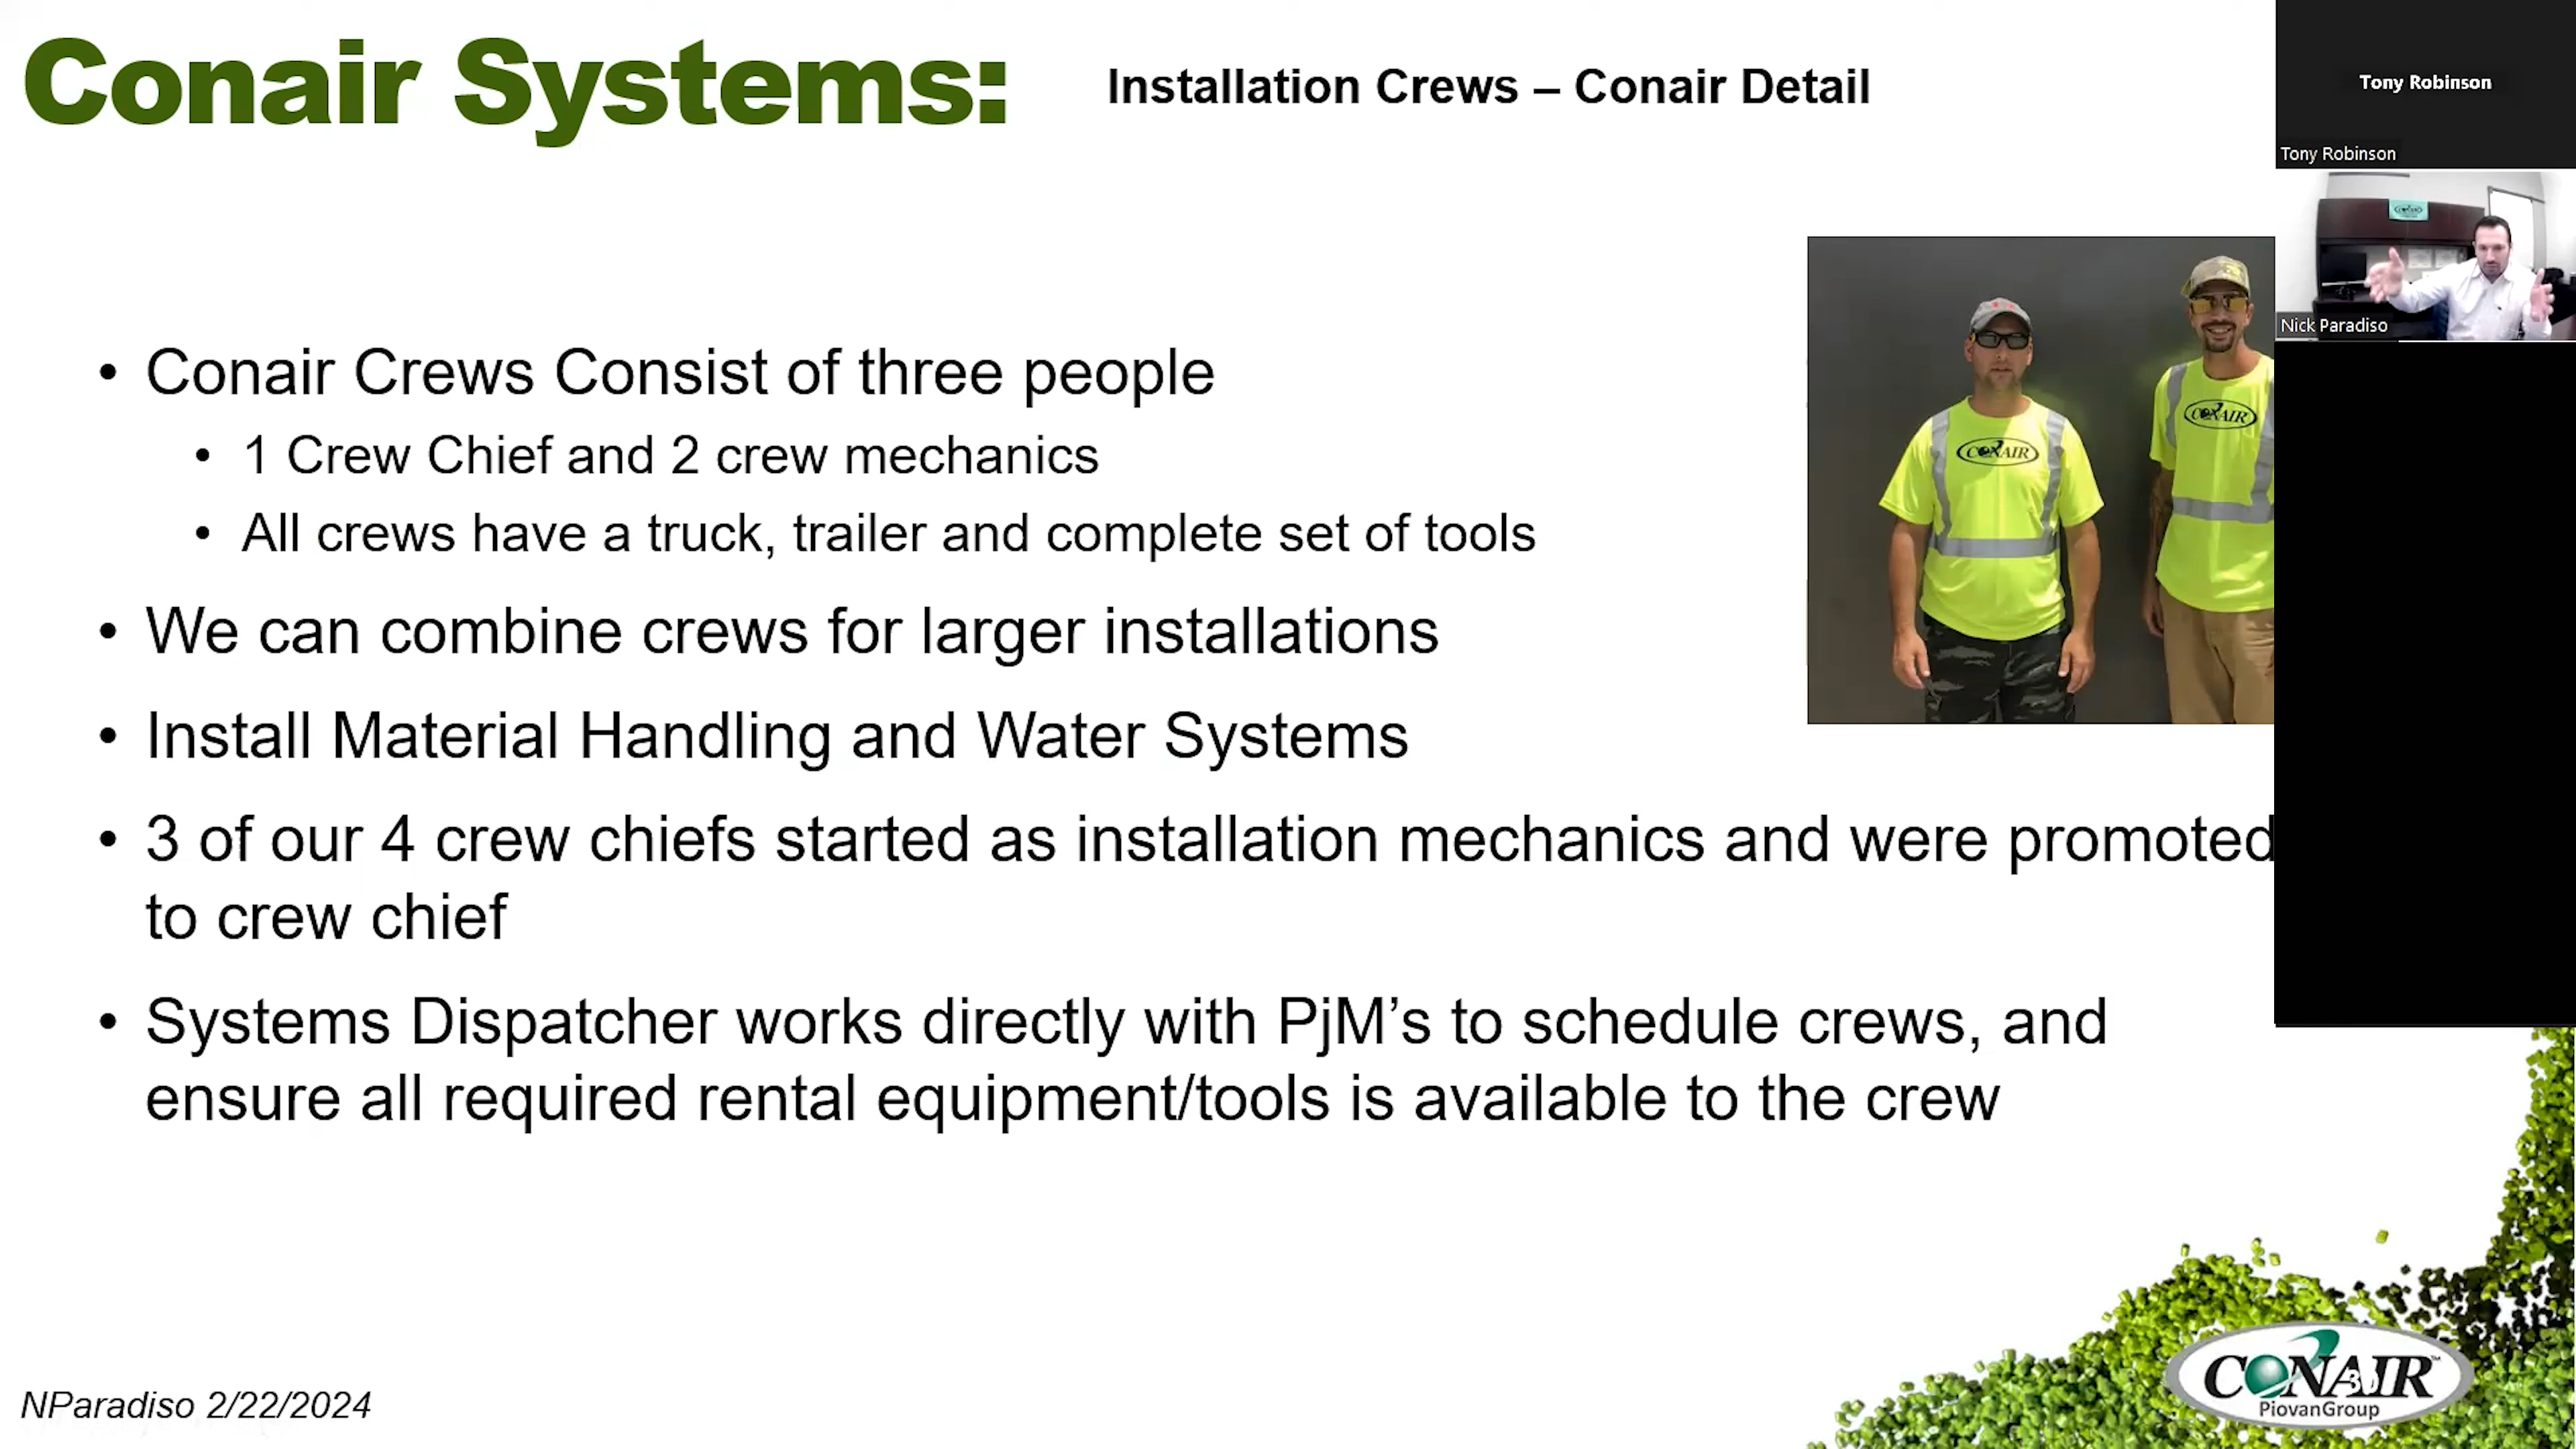 Conair Systems:
Installation Crews – Conair Detail
Tony Robinson
Tony Robinson
Nick Paradiso
CONAIR
CONAIR
• Conair Crews Consist of three people
• 1 Crew Chief and 2 crew mechanics
• All crews have a truck, trailer and complete set of tools
• We can combine crews for larger installations
• Install Material Handling and Water Systems
• 3 of our 4 crew chiefs started as installation mechanics and were promoted
to crew chief
• Systems Dispatcher works directly with PjM’s to schedule crews, and
ensure all required rental equipment/tools is available to the crew
NParadiso 2/22/2024
CONAIR
PiovanGroup